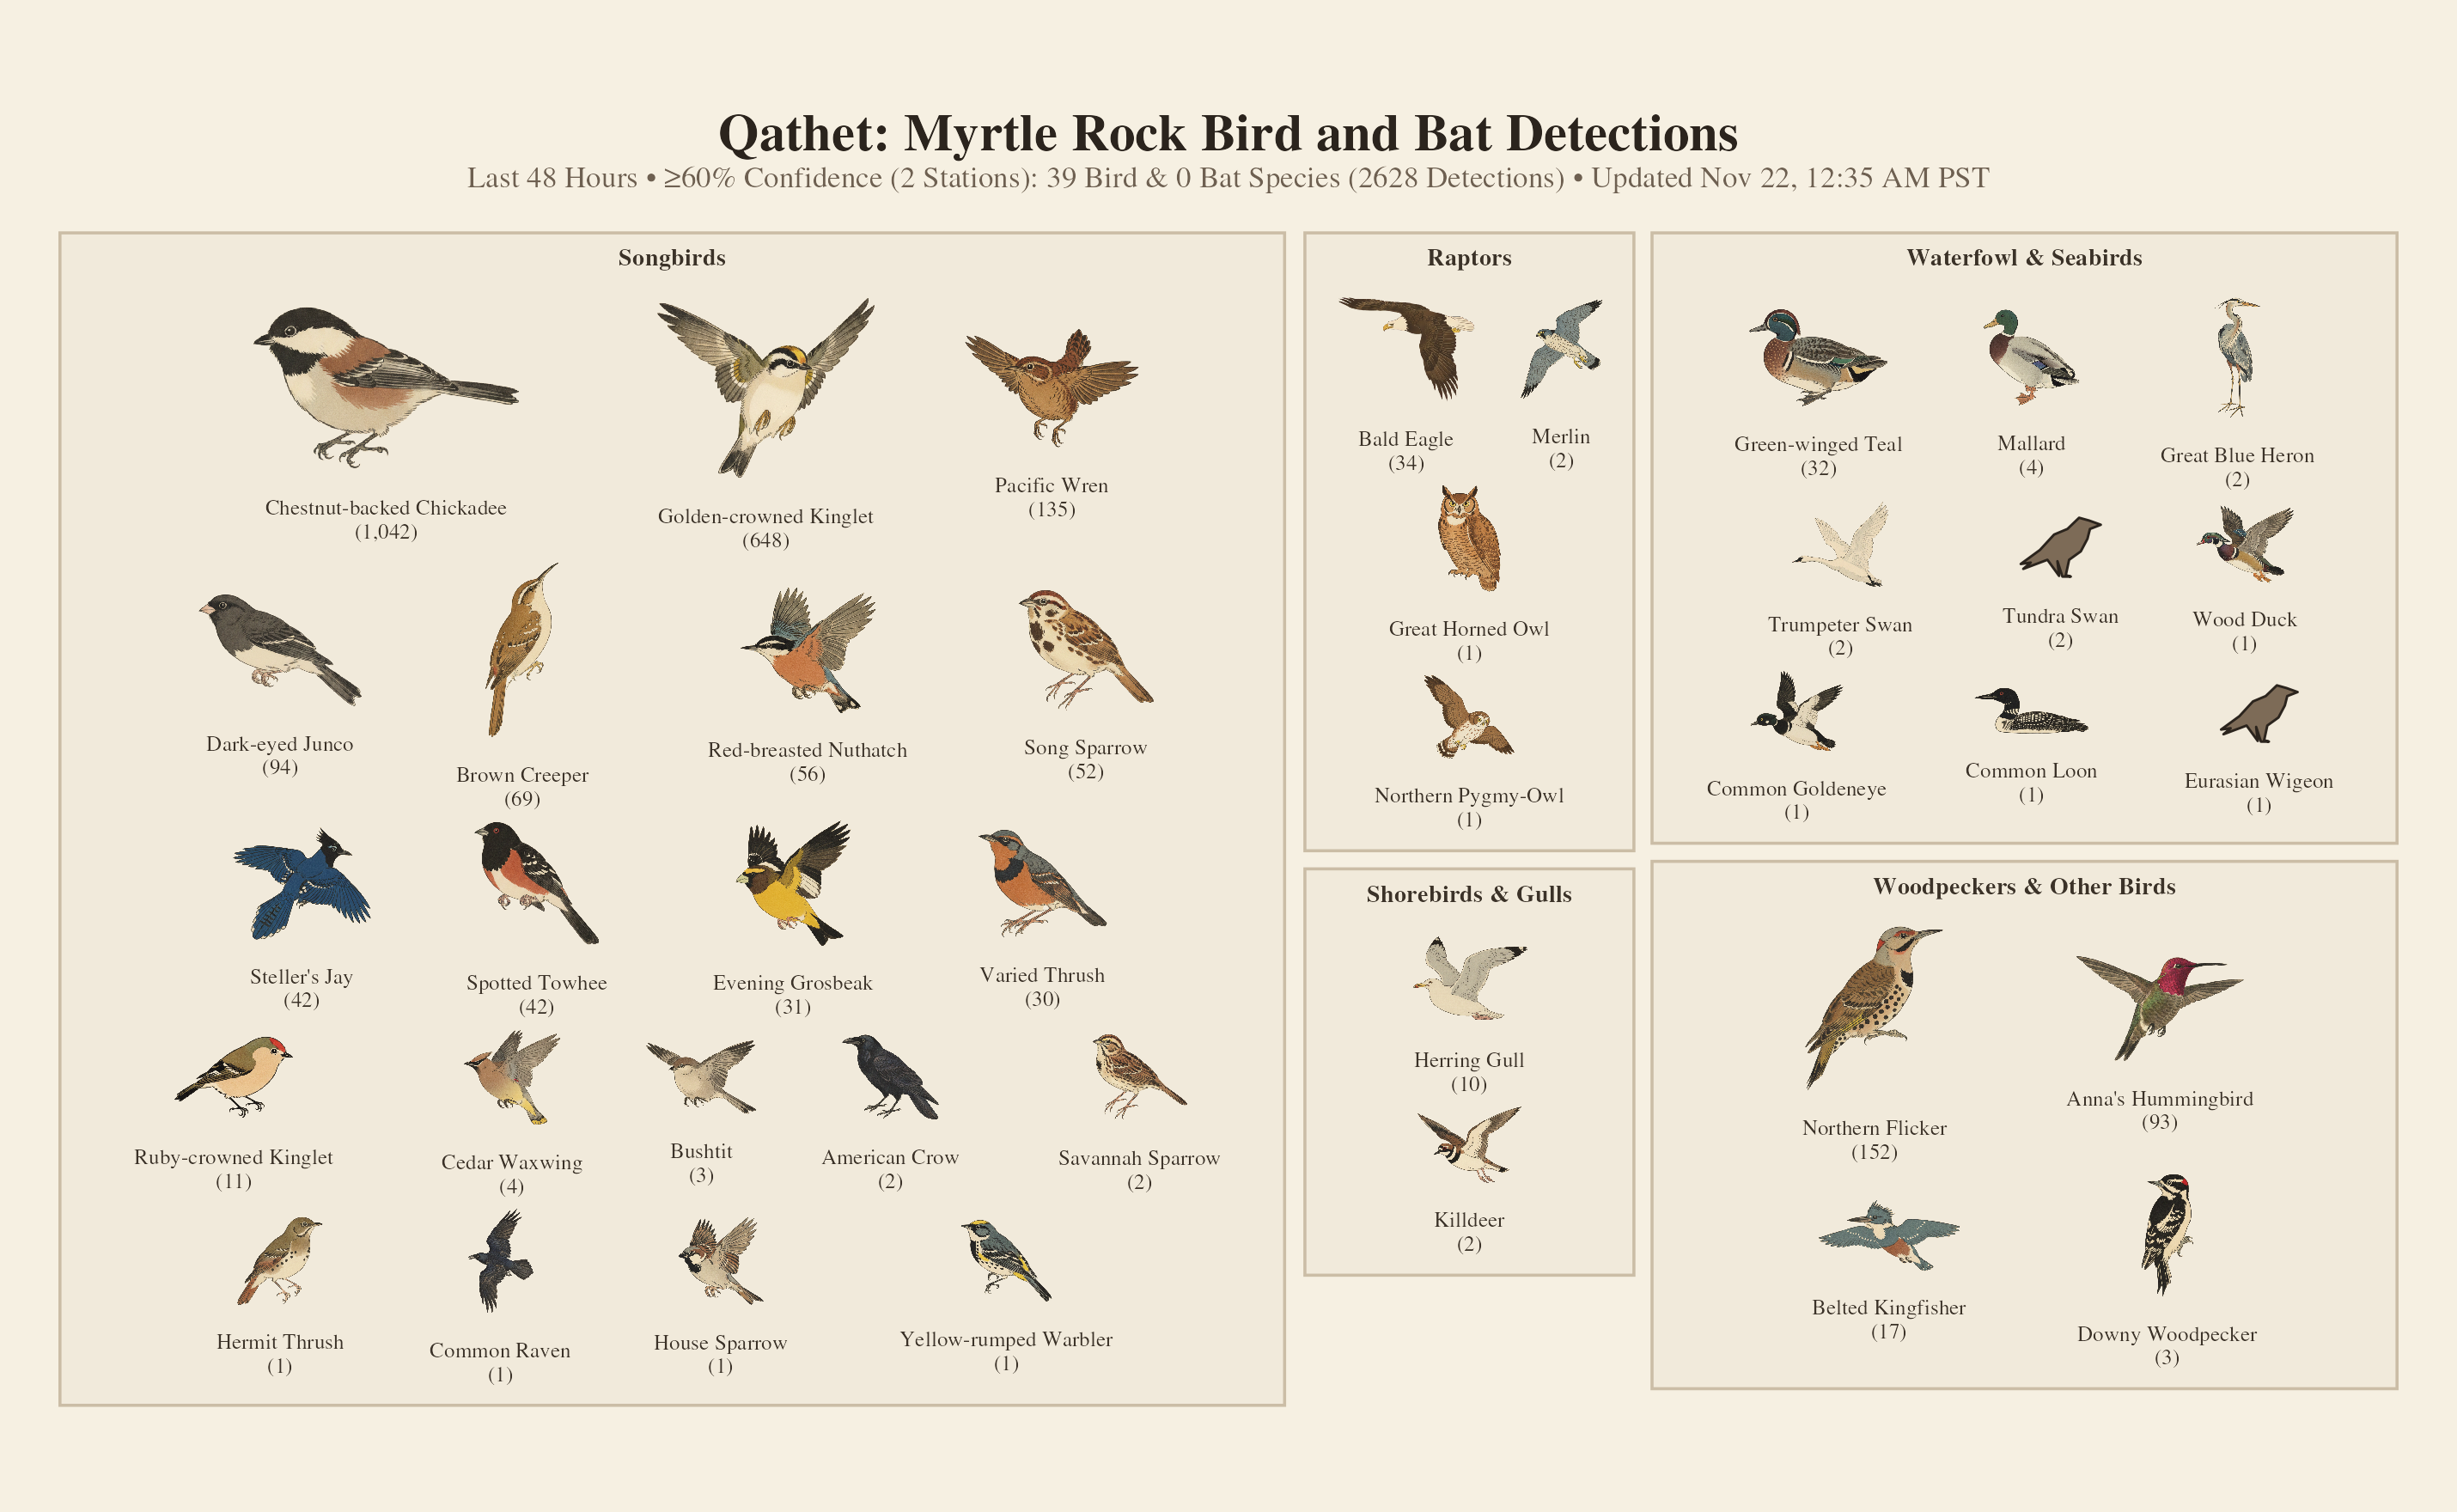 Qathet: Myrtle Rock Bird and Bat Detections
Last 48 Hours • ≥60% Confidence (2 Stations): 39 Bird & 0 Bat Species (2628 Detections) • Updated Nov 22, 12:35 AM PST
Songbirds
Chestnut-backed Chickadee
(1,042)
Golden-crowned Kinglet
(648)
Pacific Wren
(135)
Dark-eyed Junco
(94)
Brown Creeper
(69)
Red-breasted Nuthatch
(56)
Song Sparrow
(52)
Steller's Jay
(42)
Spotted Towhee
(42)
Evening Grosbeak
(31)
Varied Thrush
(30)
Ruby-crowned Kinglet
(11)
Cedar Waxwing
(4)
Bushtit
(3)
American Crow
(2)
Savannah Sparrow
(2)
Hermit Thrush
(1)
Common Raven
(1)
House Sparrow
(1)
Yellow-rumped Warbler
(1)
Raptors
Bald Eagle
(34)
Merlin
(2)
Great Horned Owl
(1)
Northern Pygmy-Owl
(1)
Shorebirds & Gulls
Herring Gull
(10)
Killdeer
(2)
Waterfowl & Seabirds
Green-winged Teal
(32)
Mallard
(4)
Great Blue Heron
(2)
Trumpeter Swan
(2)
Tundra Swan
(2)
Wood Duck
(1)
Common Goldeneye
(1)
Common Loon
(1)
Eurasian Wigeon
(1)
Woodpeckers & Other Birds
Northern Flicker
(152)
Anna's Hummingbird
(93)
Belted Kingfisher
(17)
Downy Woodpecker
(3)